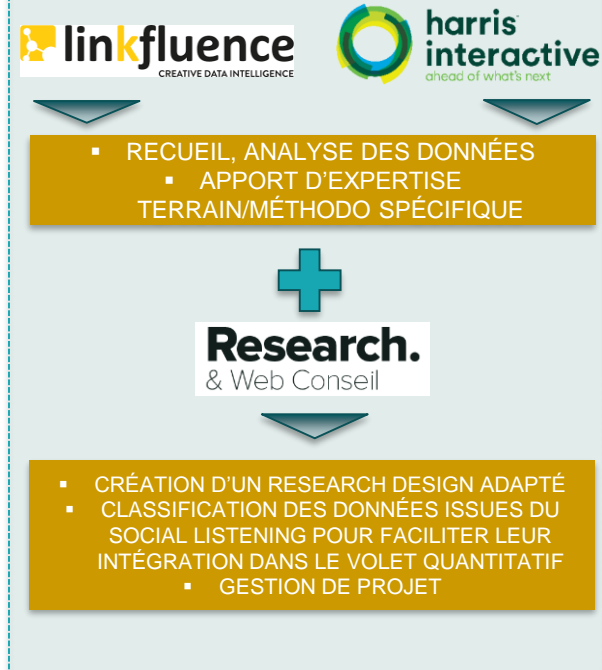 linkfluence
CREATIVE DATA INTELLIGENCE
harris
interactive
ahead of what's next
▪ RECUEIL, ANALYSE DES DONNÉES
▪ APPORT D'EXPERTISE
TERRAIN/MÉTHODO SPÉCIFIQUE
Research.
& Web Conseil
▪ CRÉATION D'UN RESEARCH DESIGN ADAPTÉ
▪ CLASSIFICATION DES DONNÉES ISSUES DU
SOCIAL LISTENING POUR FACILITER LEUR
INTÉGRATION DANS LE VOLET QUANTITATIF
▪ GESTION DE PROJET